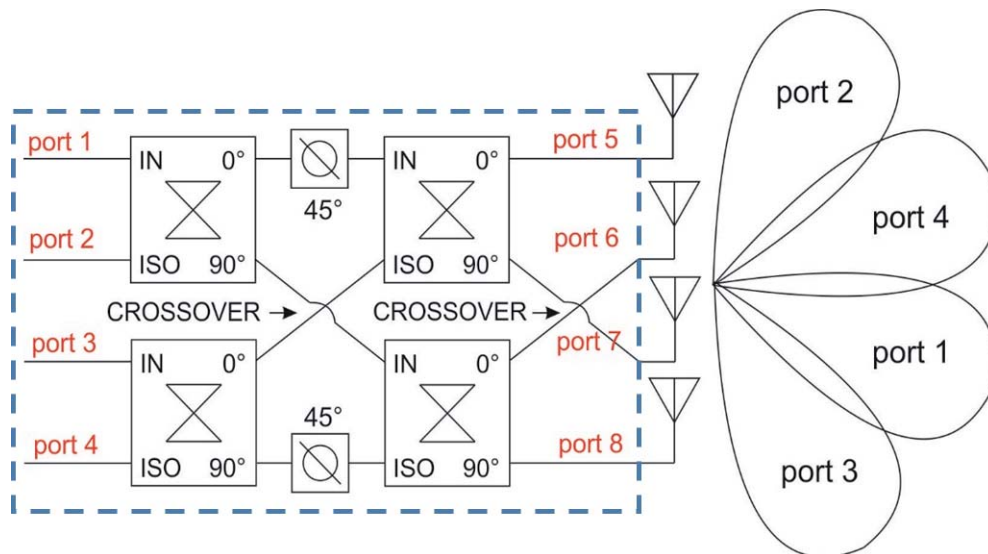 port 1
IN 0°
ISO 90°
45°
IN 0°
ISO 90°
port 5
port 2
port 6
CROSSOVER
CROSSOVER
port 3
IN 0°
ISO 90°
45°
IN 0°
ISO 90°
port 7
port 4
port 8
port 2
port 4
port 1
port 3